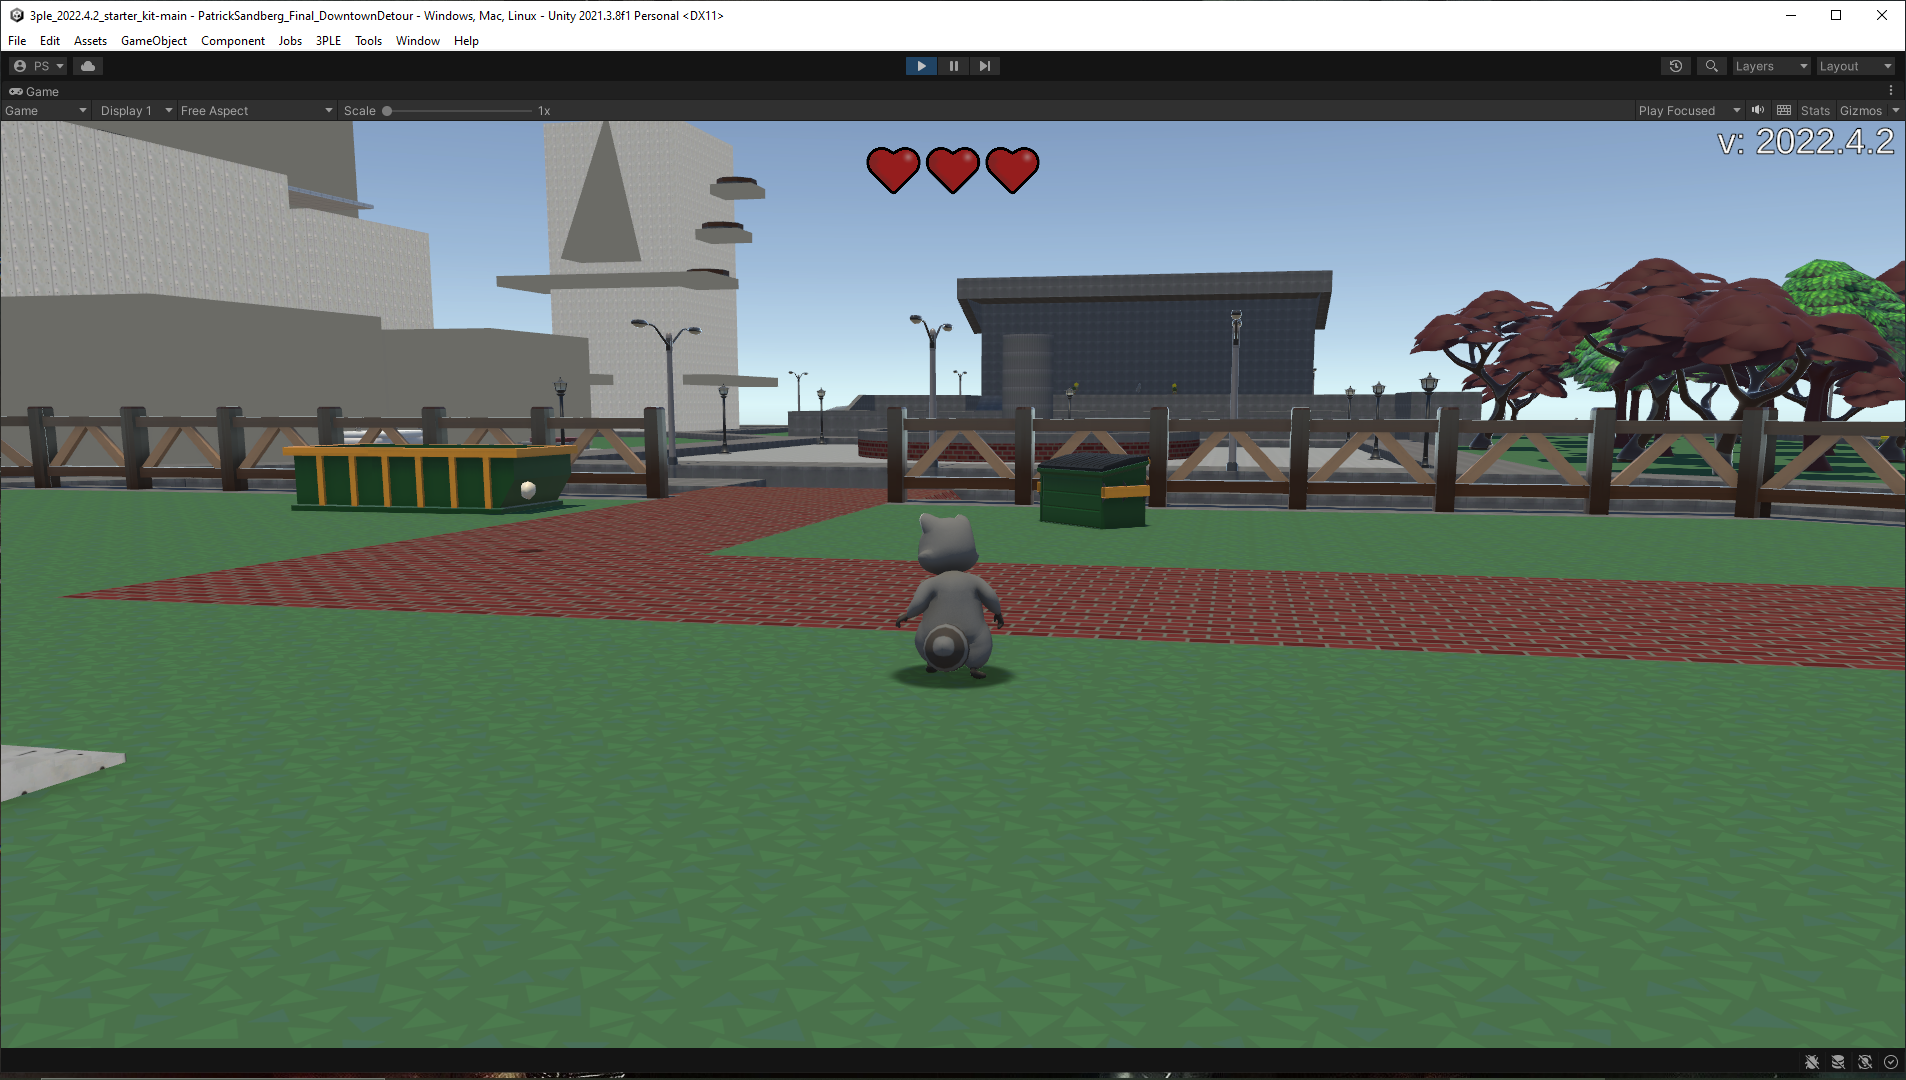 3ple_2022.4.2_starter_kit-main - PatrickSandberg_Final_DowntownDetour - Windows, Mac, Linux - Unity 2021.3.8f1 Personal <DX11>
File Edit Assets GameObject Component Jobs 3PLE Tools Window Help
PS Layers Layout
Game
Game Display 1 Free Aspect Scale 1x Play Focused Stats Gizmos
v: 2022.4.2